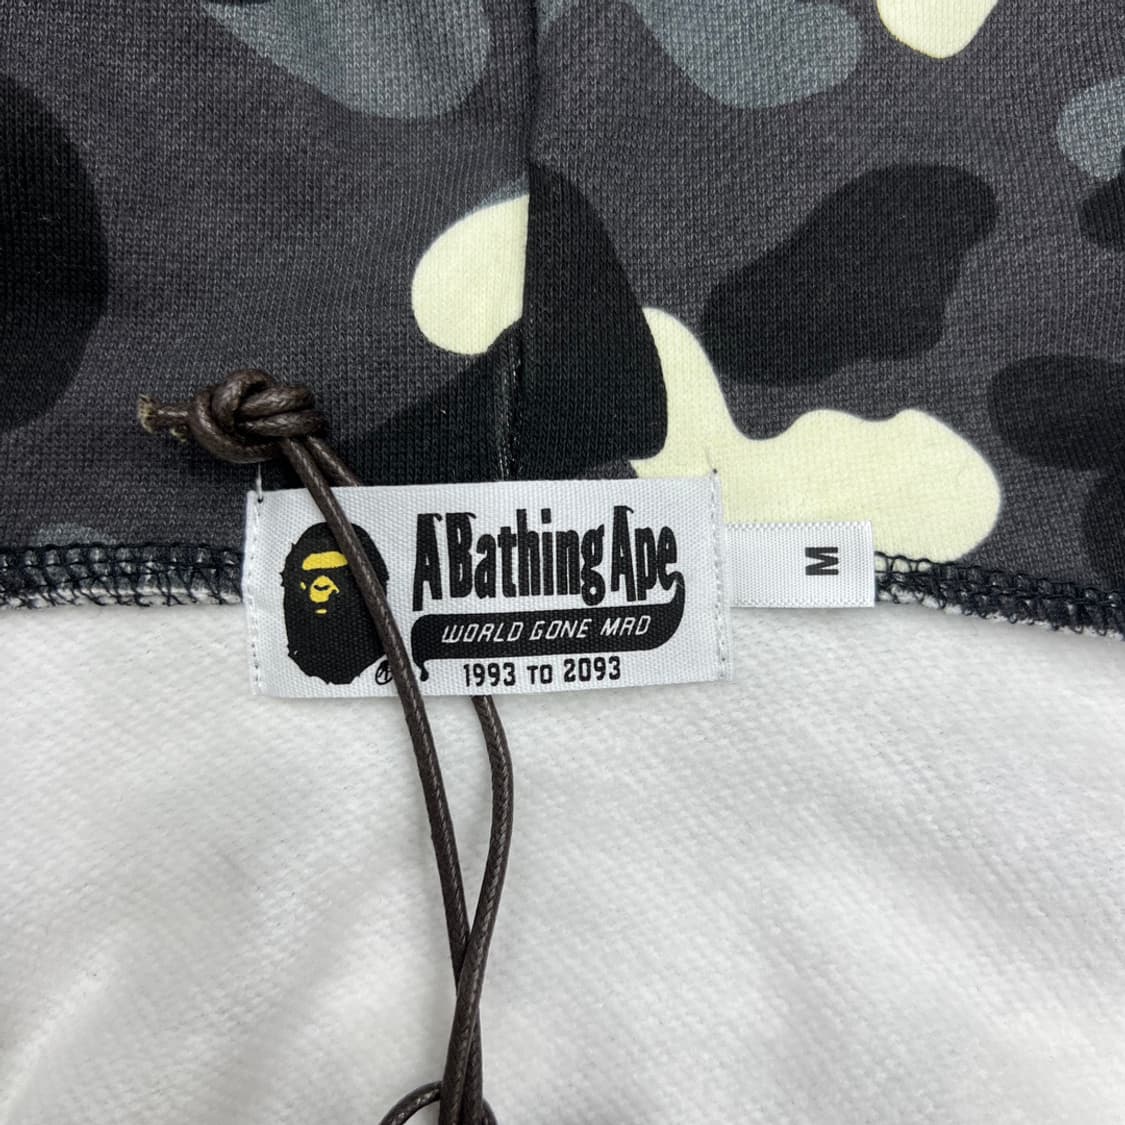 A Bathing Ape
WORLD GONE MAD
1993 TO 2093
M